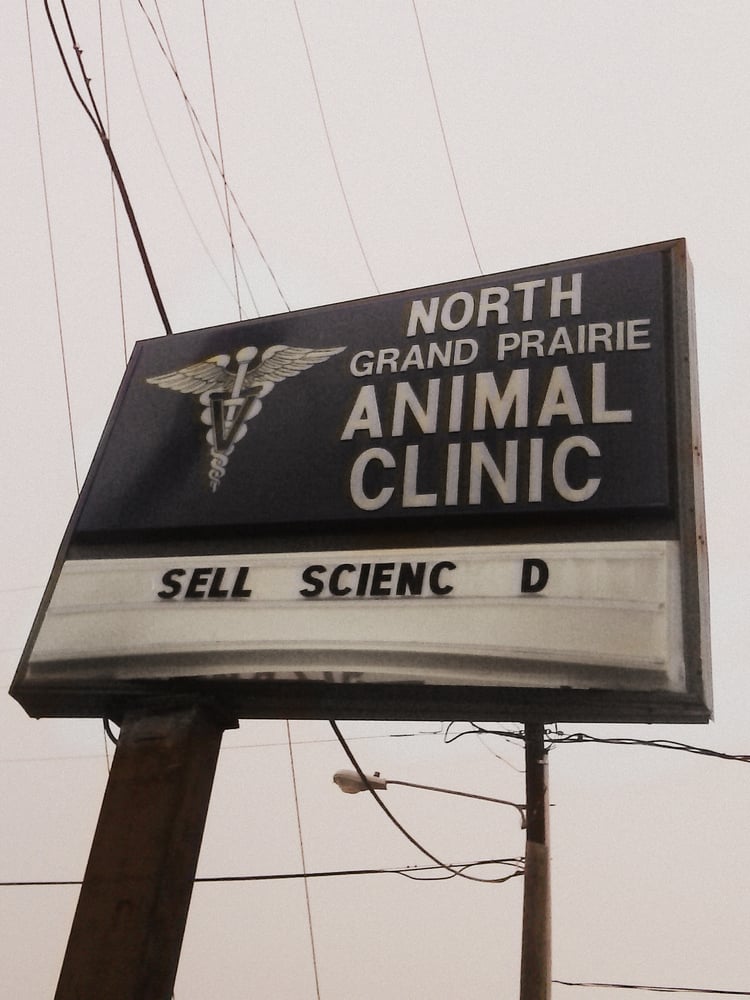 NORTH
GRAND PRAIRIE
ANIMAL
CLINIC
V
SELL SCIENC D